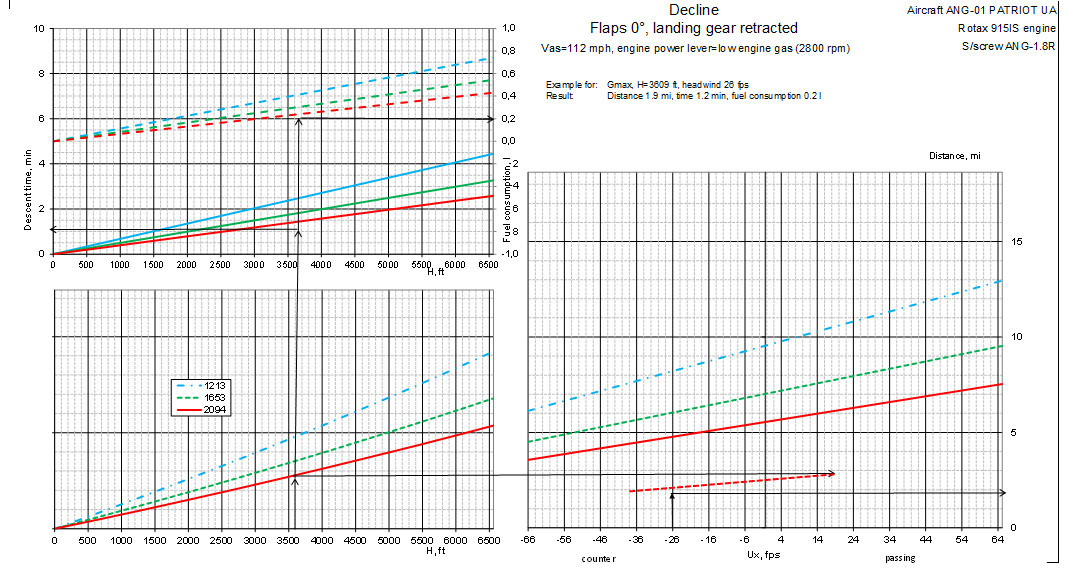 Decline
Flaps 0°, landing gear retracted
Vas=112 mph, engine power lever=low engine gas (2800 rpm)
Aircraft ANG-01 PATRIOT UA
Rotax 915IS engine
S/screw ANG-1.8R
Example for: Gmax, H=3609 ft, headwind 26 fps
Result: Distance 1.9 mi, time 1.2 min, fuel consumption 0.2 l
Descent time, min
10
8
6
4
2
0
1,0
0,8
0,6
0,4
0,2
0,0
2
4
6
8
-1,0
Fuel consumption, l
0 500 1000 1500 2000 2500 3000 3500 4000 4500 5000 5500 6000 6500
H, ft
1213
1653
2094
0 500 1000 1500 2000 2500 3000 3500 4000 4500 5000 5500 6000 6500
H, ft
Distance, mi
15
10
5
0
-66 -56 -46 -36 -26 -16 -6 4 14 24 34 44 54 64
counter Ux, fps passing